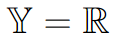 𝕐 = ℝ